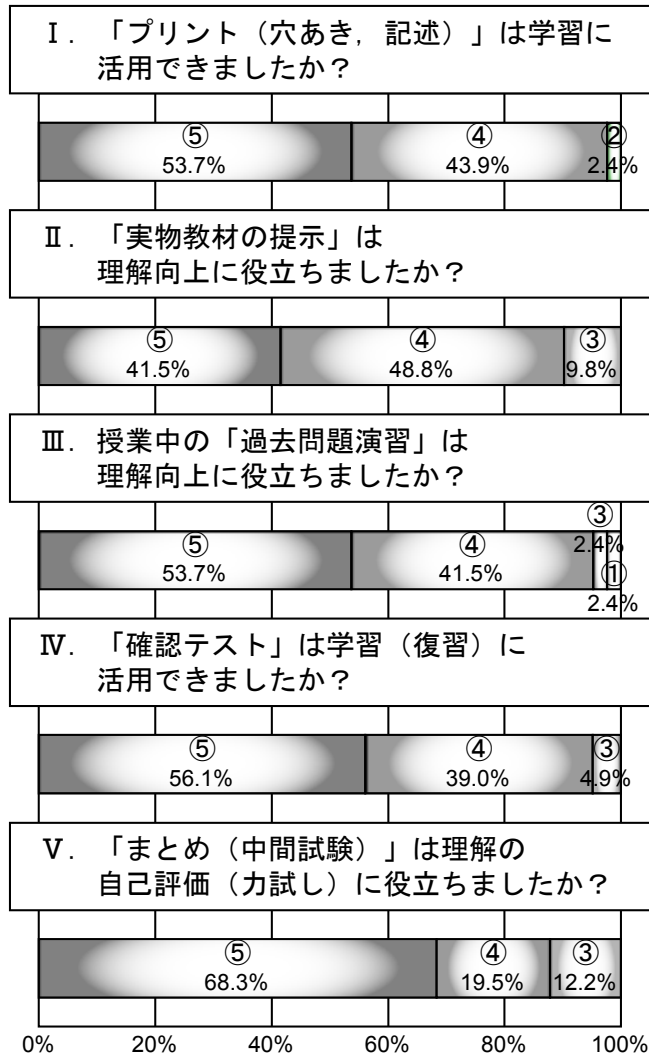 Ⅰ．「プリント（穴あき，記述）」は学習に
活用できましたか？
⑤ ④ ②
53.7% 43.9% 2.4%
Ⅱ．「実物教材の提示」は
理解向上に役立ちましたか？
⑤ ④ ③
41.5% 48.8% 9.8%
Ⅲ．授業中の「過去問題演習」は
理解向上に役立ちましたか？
③
⑤ ④ 2.4%
53.7% 41.5% ①
2.4%
Ⅳ．「確認テスト」は学習（復習）に
活用できましたか？
⑤ ④ ③
56.1% 39.0% 4.9%
Ⅴ．「まとめ（中間試験）」は理解の
自己評価（力試し）に役立ちましたか？
⑤ ④ ③
68.3% 19.5% 12.2%
0% 20% 40% 60% 80% 100%